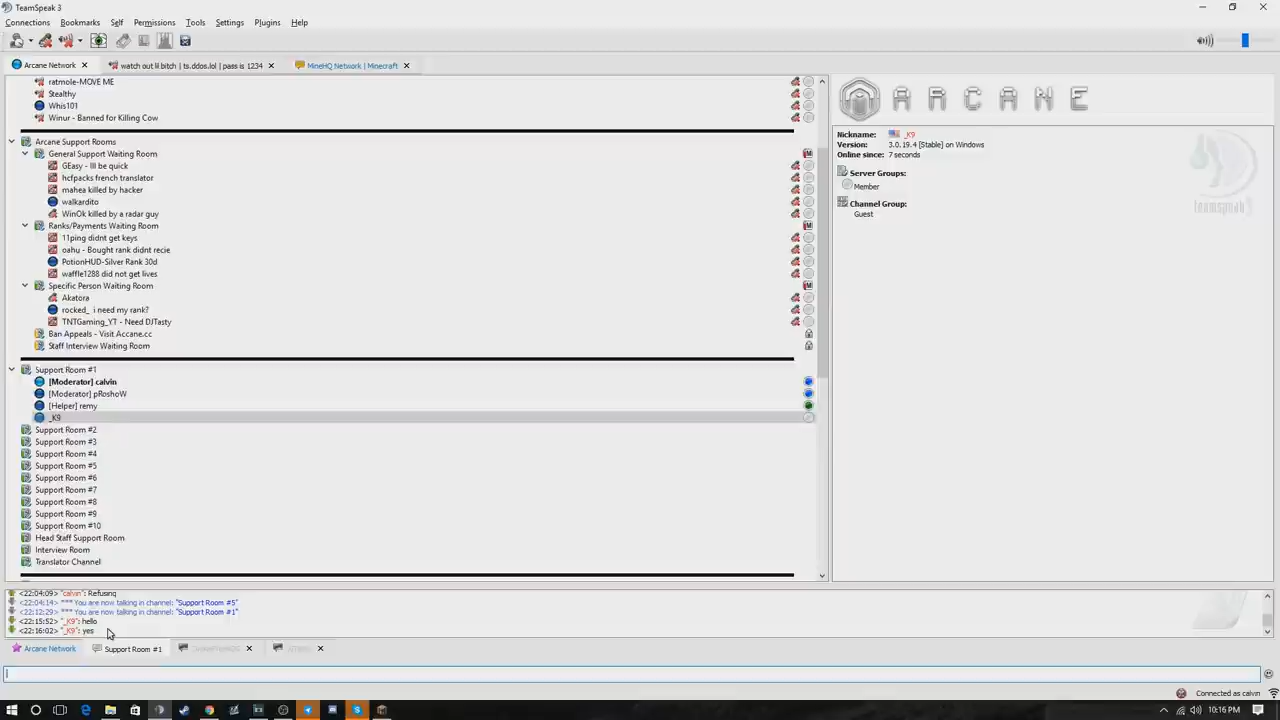 TeamSpeak 3
Connections Bookmarks Self Permissions Tools Settings Plugins Help
Arcane Network watch out lil bitch | ts.ddos.lol | pass is 1234 MineHQ Network | Minecraft
ratmole-MOVE ME
Stealthy
Whis101
Winur - Banned for Killing Cow
Arcane Support Rooms
General Support Waiting Room
GEasy - Ill be quick
hcfpacks french translator
mahea killed by hacker
walkardito
WinOk killed by a radar guy
Ranks/Payments Waiting Room
11ping didnt get keys
oahu - Bought rank didnt recie
PotionHUD-Silver Rank 30d
waffle1288 did not get lives
Specific Person Waiting Room
Akatora
rocked_ i need my rank?
TNTGaming_YT - Need DJTasty
Ban Appeals - Visit Accane.cc
Staff Interview Waiting Room
Support Room #1
[Moderator] calvin
[Moderator] pRoshoW
[Helper] remy
_K9
Support Room #2
Support Room #3
Support Room #4
Support Room #5
Support Room #6
Support Room #7
Support Room #8
Support Room #9
Support Room #10
Head Staff Support Room
Interview Room
Translator Channel
ARCANE
Nickname: _K9
Version: 3.0.19.4 [Stable] on Windows
Online since: 7 seconds
Server Groups:
Member
Channel Group:
Guest
teamspeak
<22:04:09> "calvin": Refusing
<22:04:14> *** You are now talking in channel: "Support Room #5"
<22:12:29> *** You are now talking in channel: "Support Room #1"
<22:15:52> "_K9": hello
<22:16:02> "_K9": yes
Arcane Network Support Room #1
Connected as calvin
10:16 PM